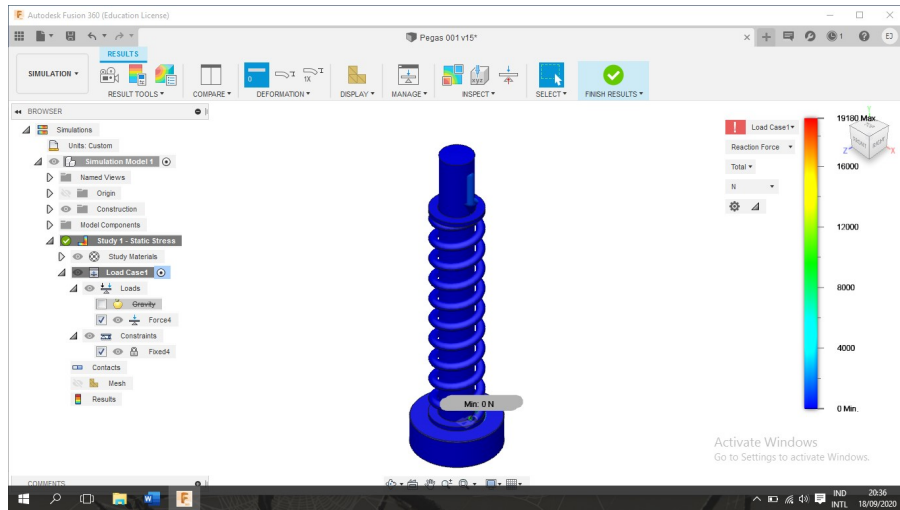 Autodesk Fusion 360 (Education License)
Pegas 001 v15*
1
EJ
RESULTS
SIMULATION
RESULT TOOLS
COMPARE
DEFORMATION
DISPLAY
MANAGE
INSPECT
SELECT
FINISH RESULTS
BROWSER
Simulations
Units: Custom
Simulation Model 1
Named Views
Origin
Construction
Model Components
Study 1 - Static Stress
Study Materials
Load Case1
Loads
Gravity
Force4
Constraints
Fixed4
Contacts
Mesh
Results
COMMENTS
Min: 0 N
Load Case1
Reaction Force
Total
N
19180 Max.
16000
12000
8000
4000
0 Min.
Y
Z
X
FRONT
Activate Windows
Go to Settings to activate Windows.
IND
INTL
20:36
18/09/2020